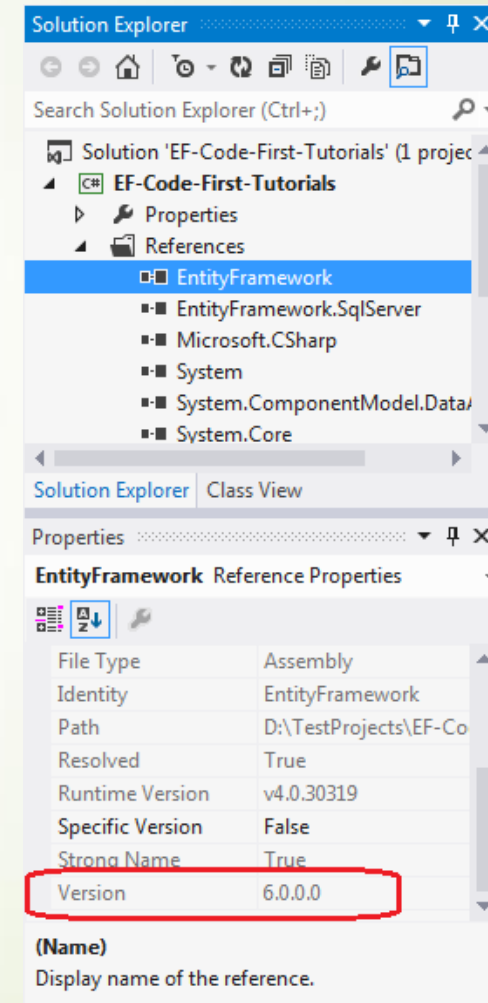 Solution Explorer
Search Solution Explorer (Ctrl+;)
Solution 'EF-Code-First-Tutorials' (1 projec
C# EF-Code-First-Tutorials
Properties
References
EntityFramework
EntityFramework.SqlServer
Microsoft.CSharp
System
System.ComponentModel.DataA
System.Core
Solution Explorer Class View
Properties
EntityFramework Reference Properties
File Type Assembly
Identity EntityFramework
Path D:\TestProjects\EF-Co
Resolved True
Runtime Version v4.0.30319
Specific Version False
Strong Name True
Version 6.0.0.0
(Name)
Display name of the reference.